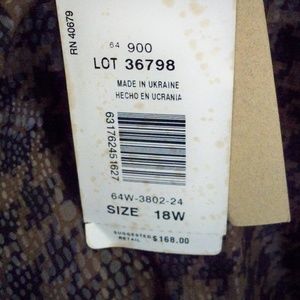 RN 40679
64 900
LOT 36798
MADE IN UKRAINE
HECHO EN UCRANIA
631762451627
64W-3802-24
SIZE 18W
SUGGESTED
RETAIL $168.00